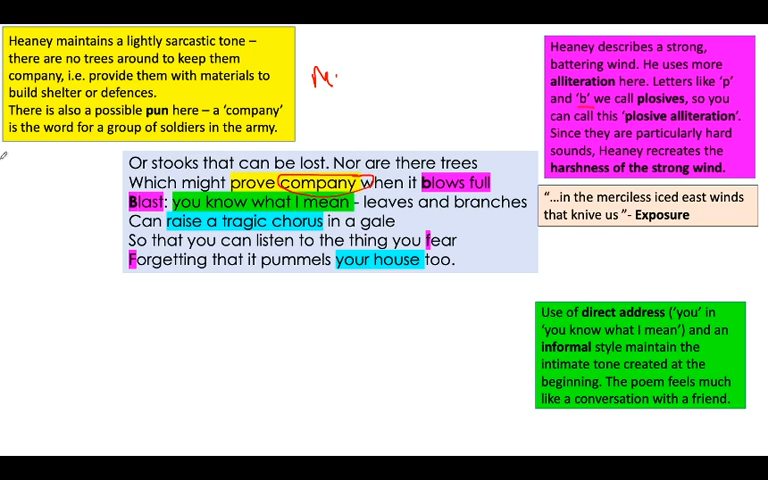 Heaney maintains a lightly sarcastic tone –
there are no trees around to keep them
company, i.e. provide them with materials to
build shelter or defences.
There is also a possible pun here – a ‘company’
is the word for a group of soldiers in the army.
Or stooks that can be lost. Nor are there trees
Which might prove company when it blows full
Blast: you know what I mean - leaves and branches
Can raise a tragic chorus in a gale
So that you can listen to the thing you fear
Forgetting that it pummels your house too.
Heaney describes a strong,
battering wind. He uses more
alliteration here. Letters like ‘p’
and ‘b’ we call plosives, so you
can call this ‘plosive alliteration’.
Since they are particularly hard
sounds, Heaney recreates the
harshness of the strong wind.
“…in the merciless iced east winds
that knive us ”- Exposure
Use of direct address (‘you’ in
‘you know what I mean’) and an
informal style maintain the
intimate tone created at the
beginning. The poem feels much
like a conversation with a friend.